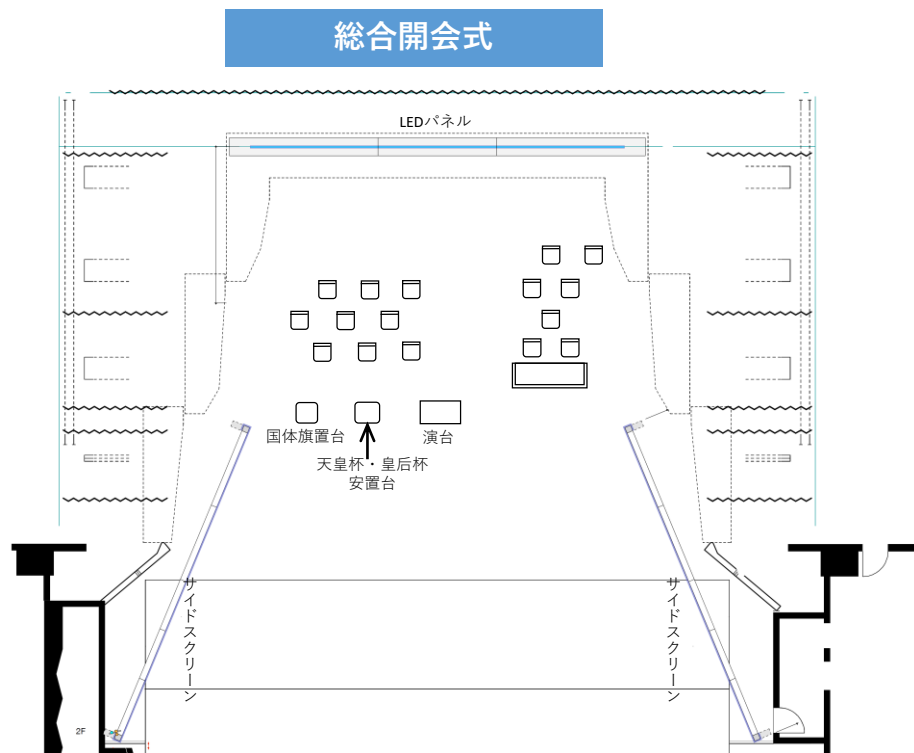 総合開会式
LEDパネル
国体旗置台
演台
天皇杯・皇后杯
安置台
サイドスクリーン
サイドスクリーン
2F